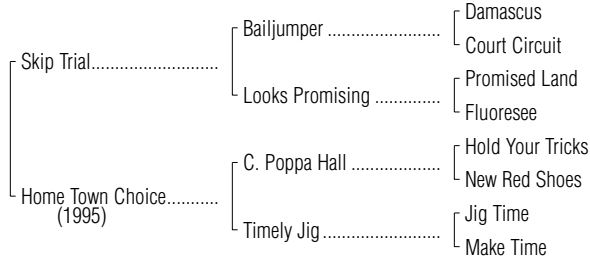 Damascus
Bailjumper ......................
Court Circuit
Skip Trial.........................
Promised Land
Looks Promising .............
Fluoresee
Hold Your Tricks
C. Poppa Hall .................
New Red Shoes
Home Town Choice..........
(1995)
Jig Time
Timely Jig.......................
Make Time